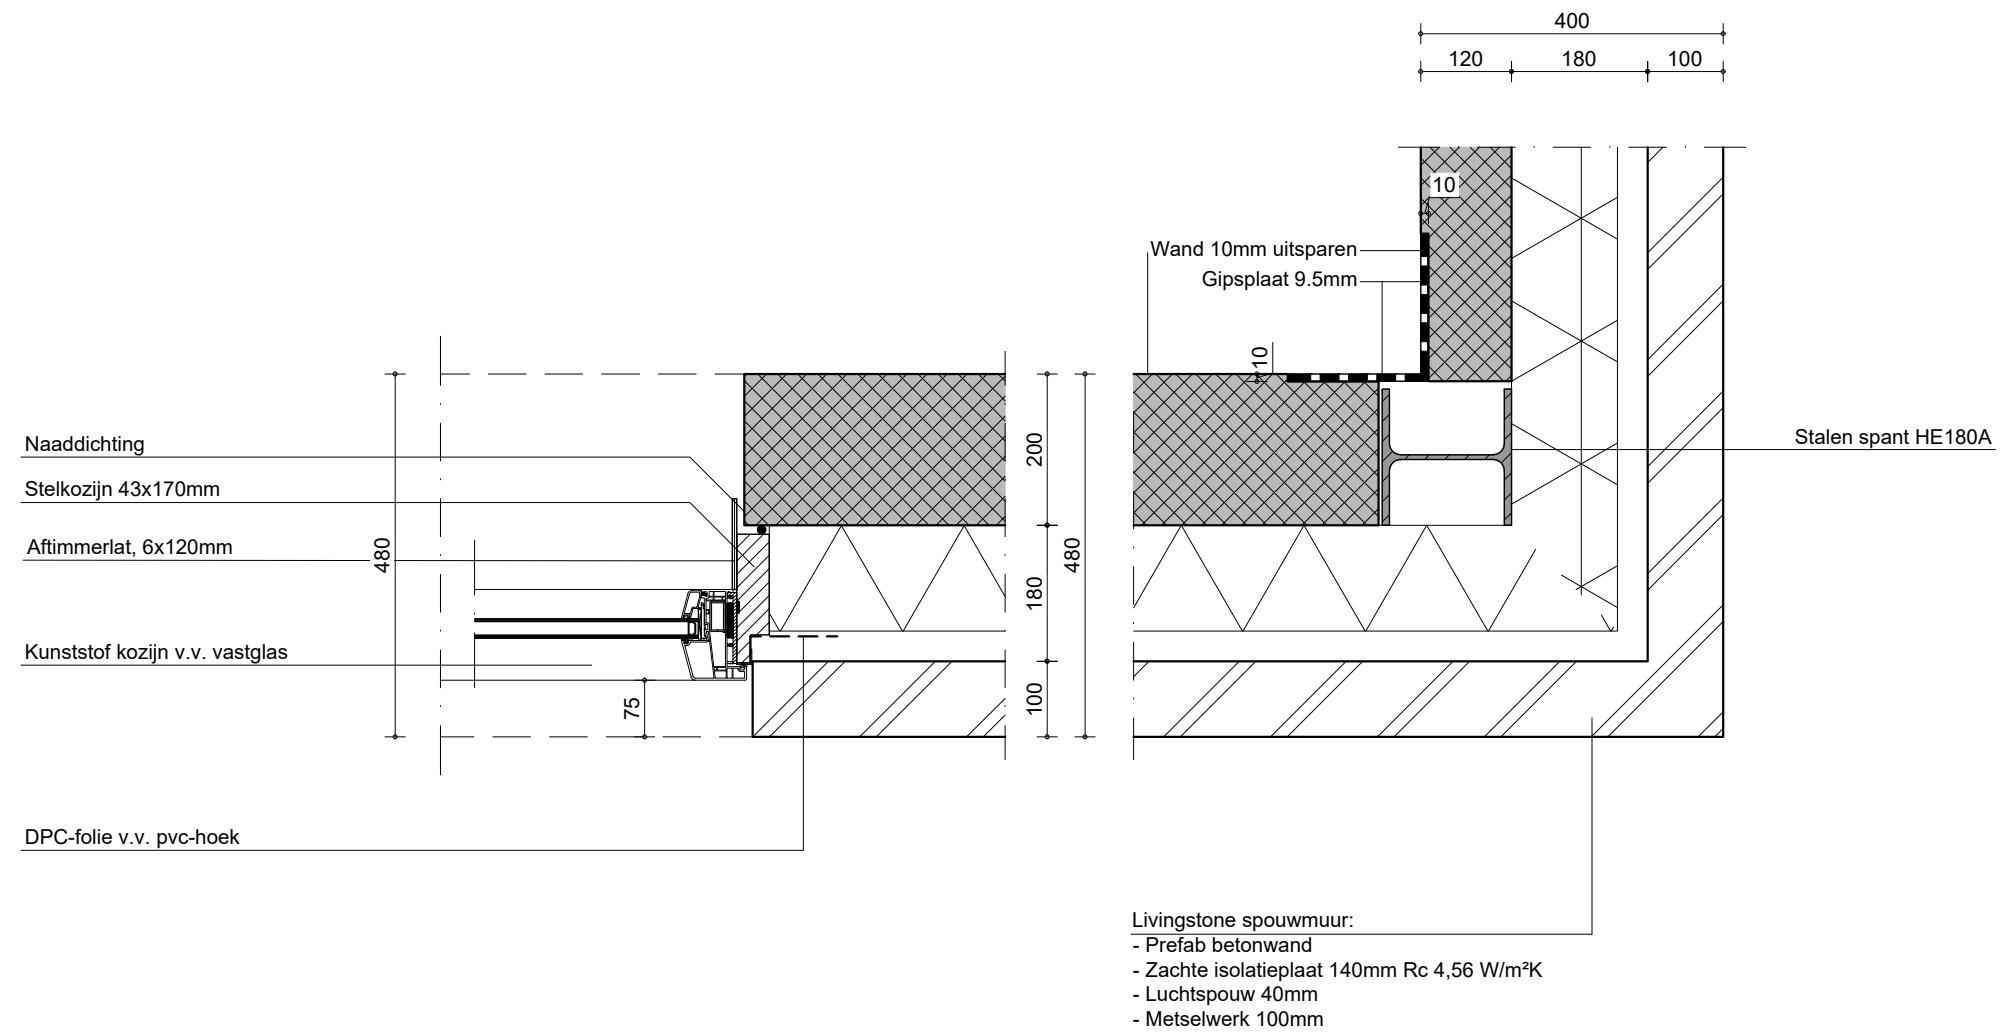 400
120 180 100
10
Wand 10mm uitsparen
Gipsplaat 9.5mm
10
Naaddichting
Stelkozijn 43x170mm
Aftimmerlat, 6x120mm
Kunststof kozijn v.v. vastglas
480
75
200
180
100
480
Stalen spant HE180A
DPC-folie v.v. pvc-hoek
Livingstone spouwmuur:
- Prefab betonwand
- Zachte isolatieplaat 140mm Rc 4,56 W/m²K
- Luchtspouw 40mm
- Metselwerk 100mm